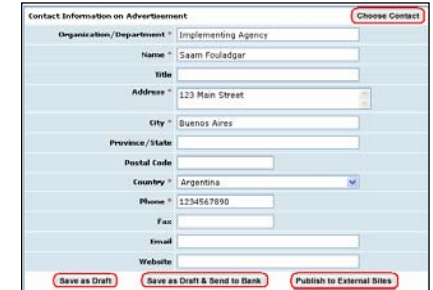 Contact Information on Advertisement Choose Contact
Organization/Department * Implementing Agency
Name * Saam Fouladgar
Title
Address * 123 Main Street
City * Buenos Aires
Province/State
Postal Code
Country * Argentina
Phone * 1234567890
Fax
Email
Website
Save as Draft Save as Draft & Send to Bank Publish to External Sites